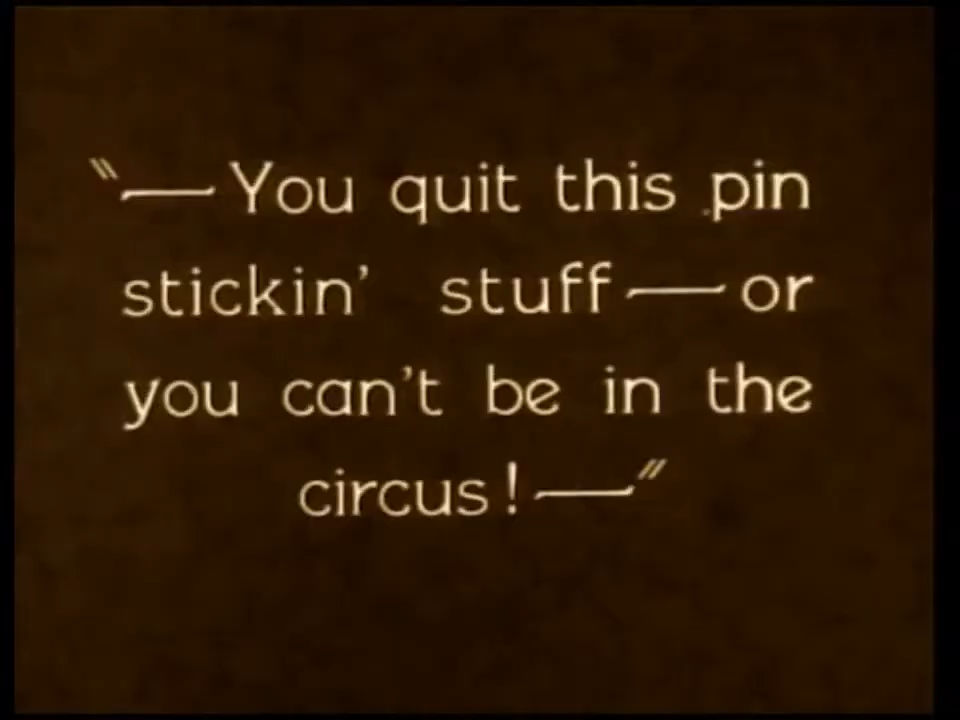 "—You quit this pin
stickin' stuff—or
you can't be in the
circus!—"